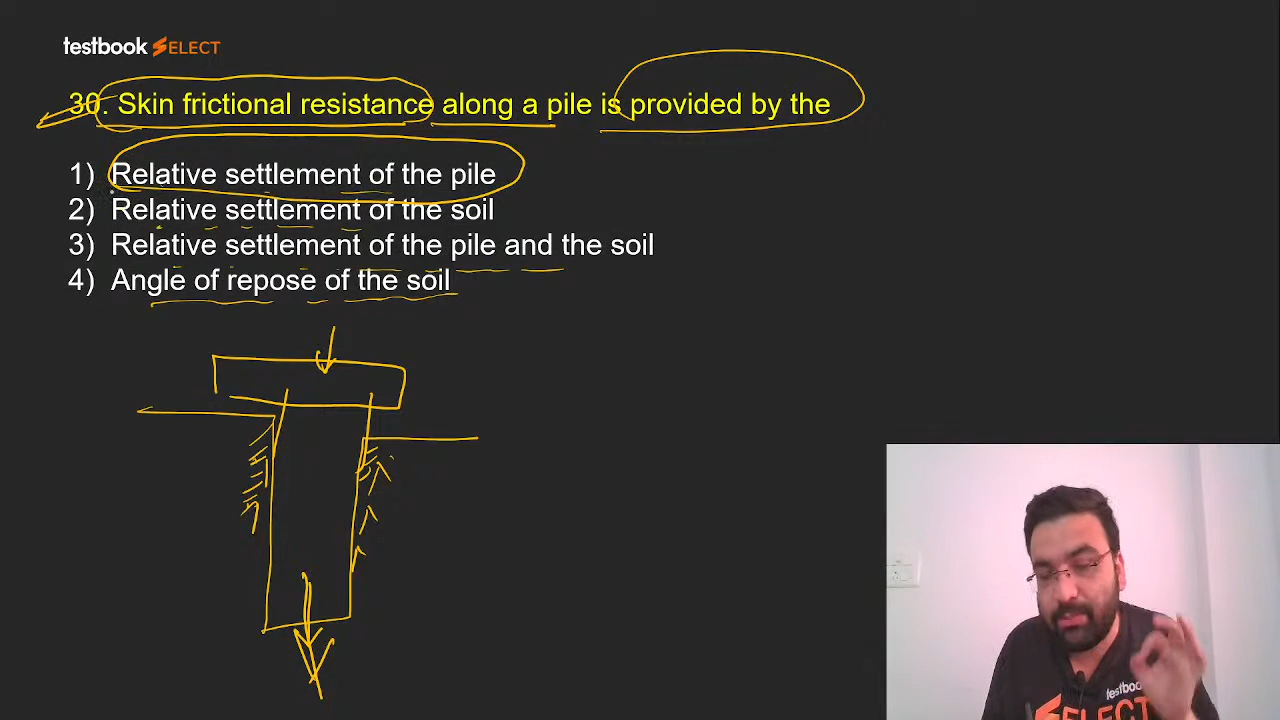 testbook SELECT
30. Skin frictional resistance along a pile is provided by the
1) Relative settlement of the pile
2) Relative settlement of the soil
3) Relative settlement of the pile and the soil
4) Angle of repose of the soil
testbook
SELECT